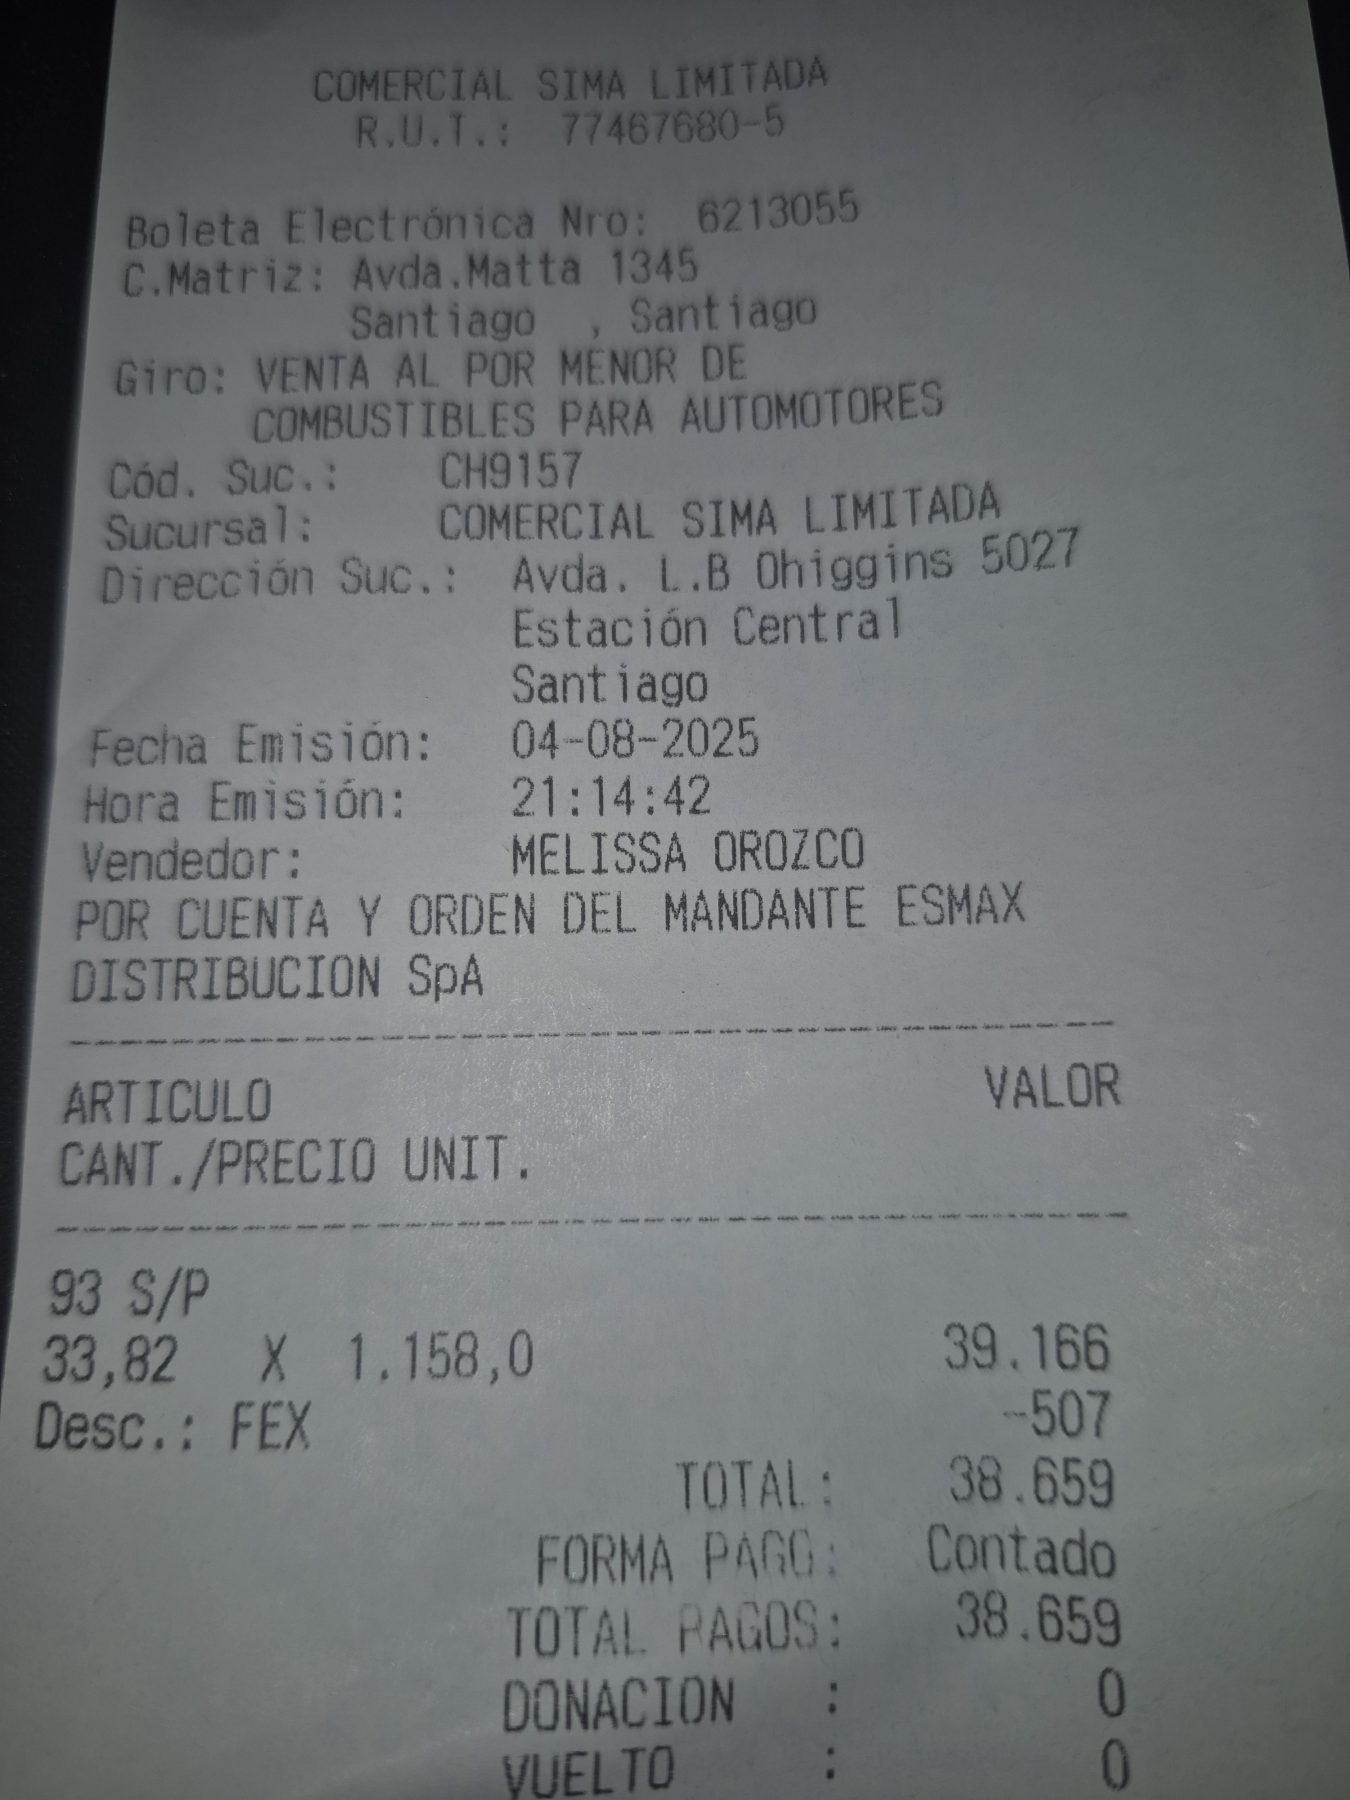 COMERCIAL SIMA LIMITADA
R.U.T.: 77467680-5
Boleta Electrónica Nro: 6213055
C.Matriz: Avda.Matta 1345
Santiago , Santiago
Giro: VENTA AL POR MENOR DE
COMBUSTIBLES PARA AUTOMOTORES
Cód. Suc.: CH9157
Sucursal: COMERCIAL SIMA LIMITADA
Dirección Suc.: Avda. L.B Ohiggins 5027
Estación Central
Santiago
Fecha Emisión: 04-08-2025
Hora Emisión: 21:14:42
Vendedor: MELISSA OROZCO
POR CUENTA Y ORDEN DEL MANDANTE ESMAX
DISTRIBUCION SpA
ARTICULO VALOR
CANT./PRECIO UNIT.
93 S/P
33,82 X 1.158,0 39.166
Desc.: FEX -507
TOTAL: 38.659
FORMA PAGO: Contado
TOTAL PAGOS: 38.659
DONACION : 0
VUELTO : 0